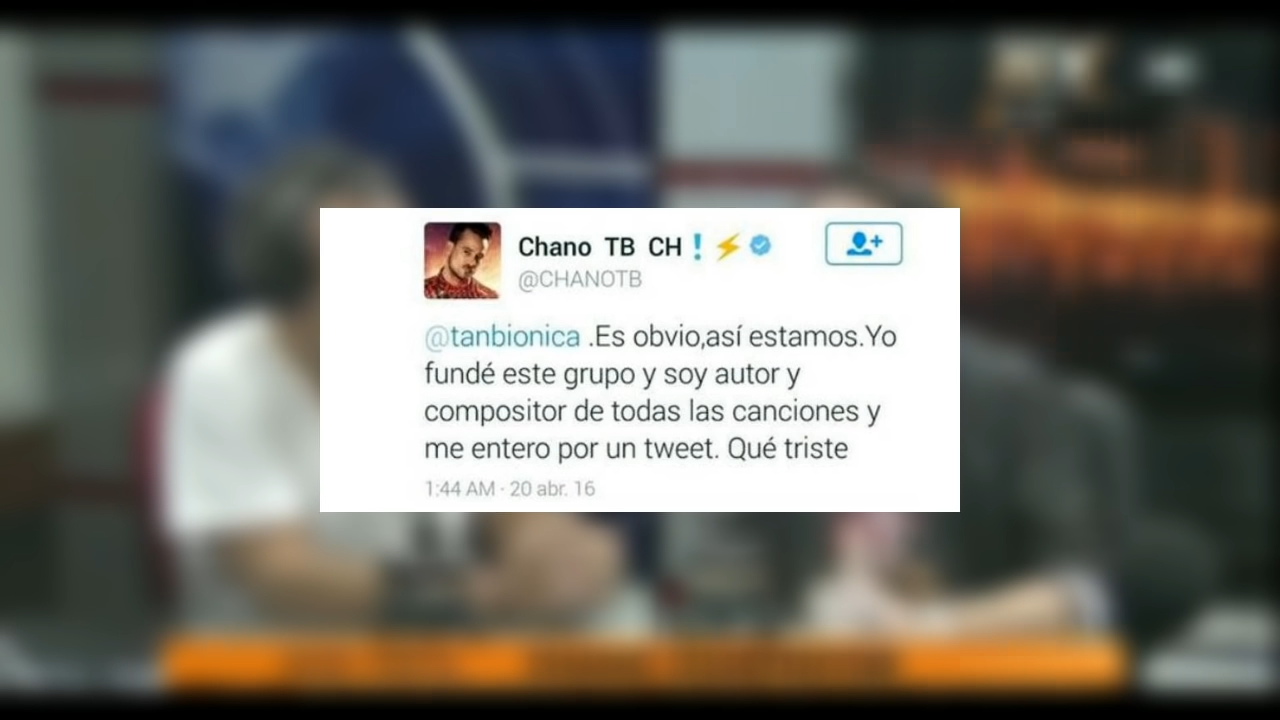 Chano TB CH❗⚡
@CHANOTB
@tanbionica .Es obvio,así estamos.Yo
fundé este grupo y soy autor y
compositor de todas las canciones y
me entero por un tweet. Qué triste
1:44 AM · 20 abr. 16